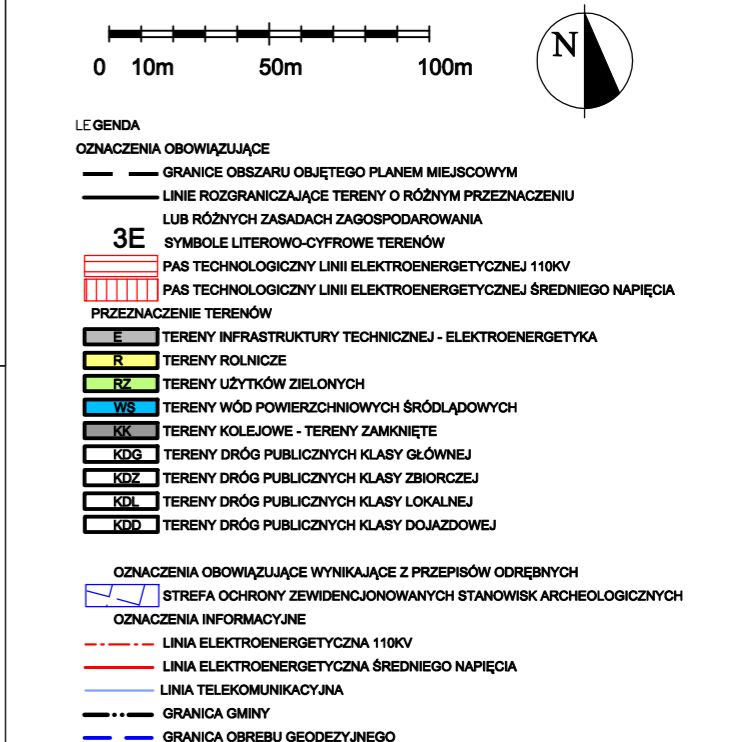 N
0 10m 50m 100m
LEGENDA
OZNACZENIA OBOWIĄZUJĄCE
GRANICE OBSZARU OBJĘTEGO PLANEM MIEJSCOWYM
LINIE ROZGRANICZAJĄCE TERENY O RÓŻNYM PRZEZNACZENIU
LUB RÓŻNYCH ZASADACH ZAGOSPODAROWANIA
3E SYMBOLE LITEROWO-CYFROWE TERENÓW
PAS TECHNOLOGICZNY LINII ELEKTROENERGETYCZNEJ 110KV
PAS TECHNOLOGICZNY LINII ELEKTROENERGETYCZNEJ ŚREDNIEGO NAPIĘCIA
PRZEZNACZENIE TERENÓW
E TERENY INFRASTRUKTURY TECHNICZNEJ - ELEKTROENERGETYKA
R TERENY ROLNICZE
RZ TERENY UŻYTKÓW ZIELONYCH
WS TERENY WÓD POWIERZCHNIOWYCH ŚRÓDLĄDOWYCH
KK TERENY KOLEJOWE - TERENY ZAMKNIĘTE
KDG TERENY DRÓG PUBLICZNYCH KLASY GŁÓWNEJ
KDZ TERENY DRÓG PUBLICZNYCH KLASY ZBIORCZEJ
KDL TERENY DRÓG PUBLICZNYCH KLASY LOKALNEJ
KDD TERENY DRÓG PUBLICZNYCH KLASY DOJAZDOWEJ
OZNACZENIA OBOWIĄZUJĄCE WYNIKAJĄCE Z PRZEPISÓW ODRĘBNYCH
STREFA OCHRONY ZEWIDENCJONOWANYCH STANOWISK ARCHEOLOGICZNYCH
OZNACZENIA INFORMACYJNE
LINIA ELEKTROENERGETYCZNA 110KV
LINIA ELEKTROENERGETYCZNA ŚREDNIEGO NAPIĘCIA
LINIA TELEKOMUNIKACYJNA
GRANICA GMINY
GRANICA OBREBU GEODEZYJNEGO